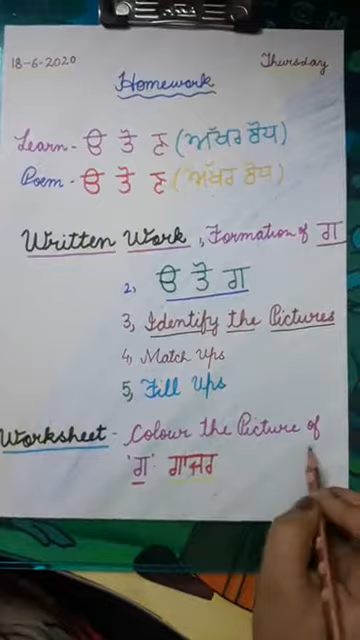 18-6-2020 Thursday
Homework
Learn - ੳ ਤੋਂ ਣ (ਅੱਖਰ ਬੋਧ)
Poem - ੳ ਤੋਂ ਣ (ਅੱਖਰ ਬੋਧ)
Written Work, Formation of ਗ
2, ੳ ਤੋਂ ਗ
3, Identify the Pictures
4, Match Ups
5, Fill Ups
Worksheet - Colour the Picture of
'ਗ' ਗਾਜਰ